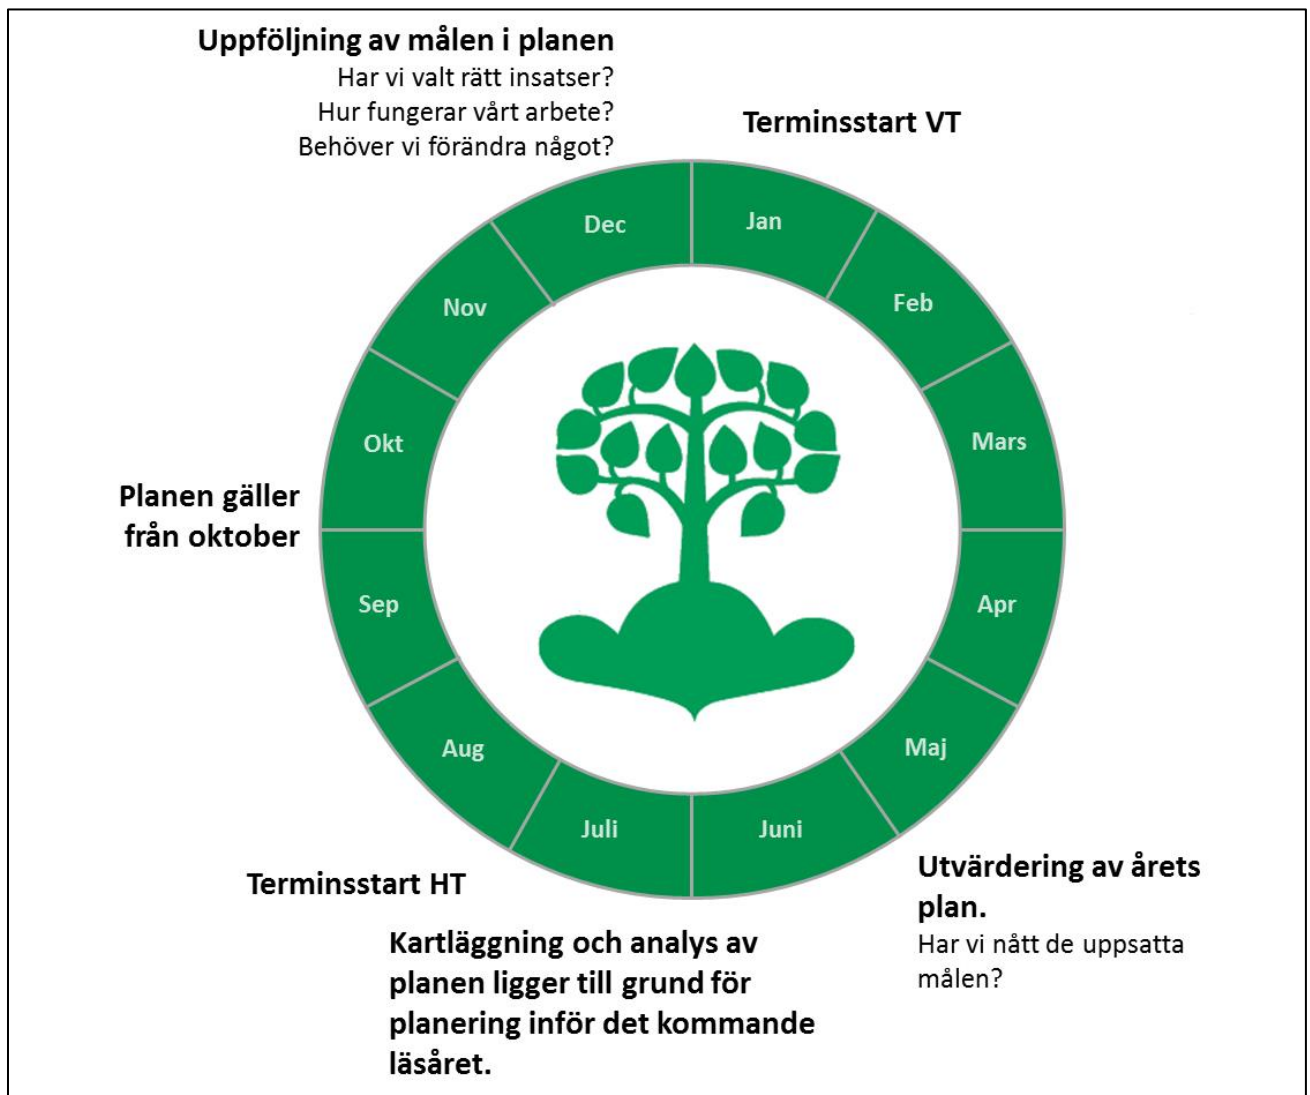 Uppföljning av målen i planen
Har vi valt rätt insatser?
Hur fungerar vårt arbete?
Behöver vi förändra något?
Terminsstart VT
Dec
Jan
Nov
Feb
Okt
Mars
Planen gäller
från oktober
Sep
Apr
Aug
Maj
Juli
Juni
Terminsstart HT
Utvärdering av årets
plan.
Har vi nått de uppsatta
målen?
Kartläggning och analys av
planen ligger till grund för
planering inför det kommande
läsåret.